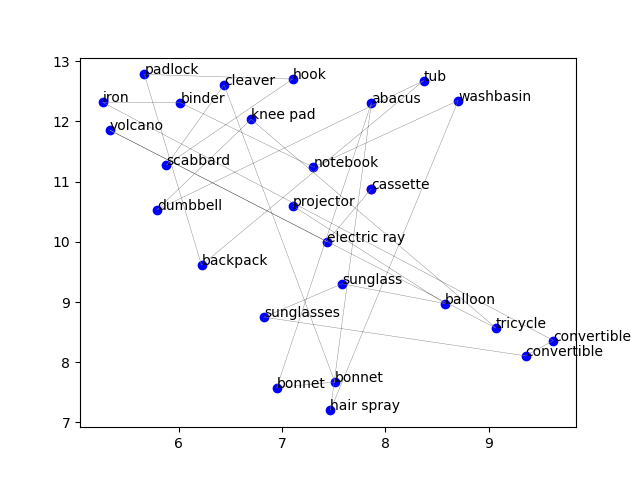 13
12
11
10
9
8
7
padlock
hook
cleaver
tub
iron
binder
abacus
washbasin
volcano
knee pad
scabbard
notebook
cassette
dumbbell
projector
electric ray
backpack
sunglass
balloon
sunglasses
tricycle
convertible
convertible
bonnet
bonnet
hair spray
6 7 8 9